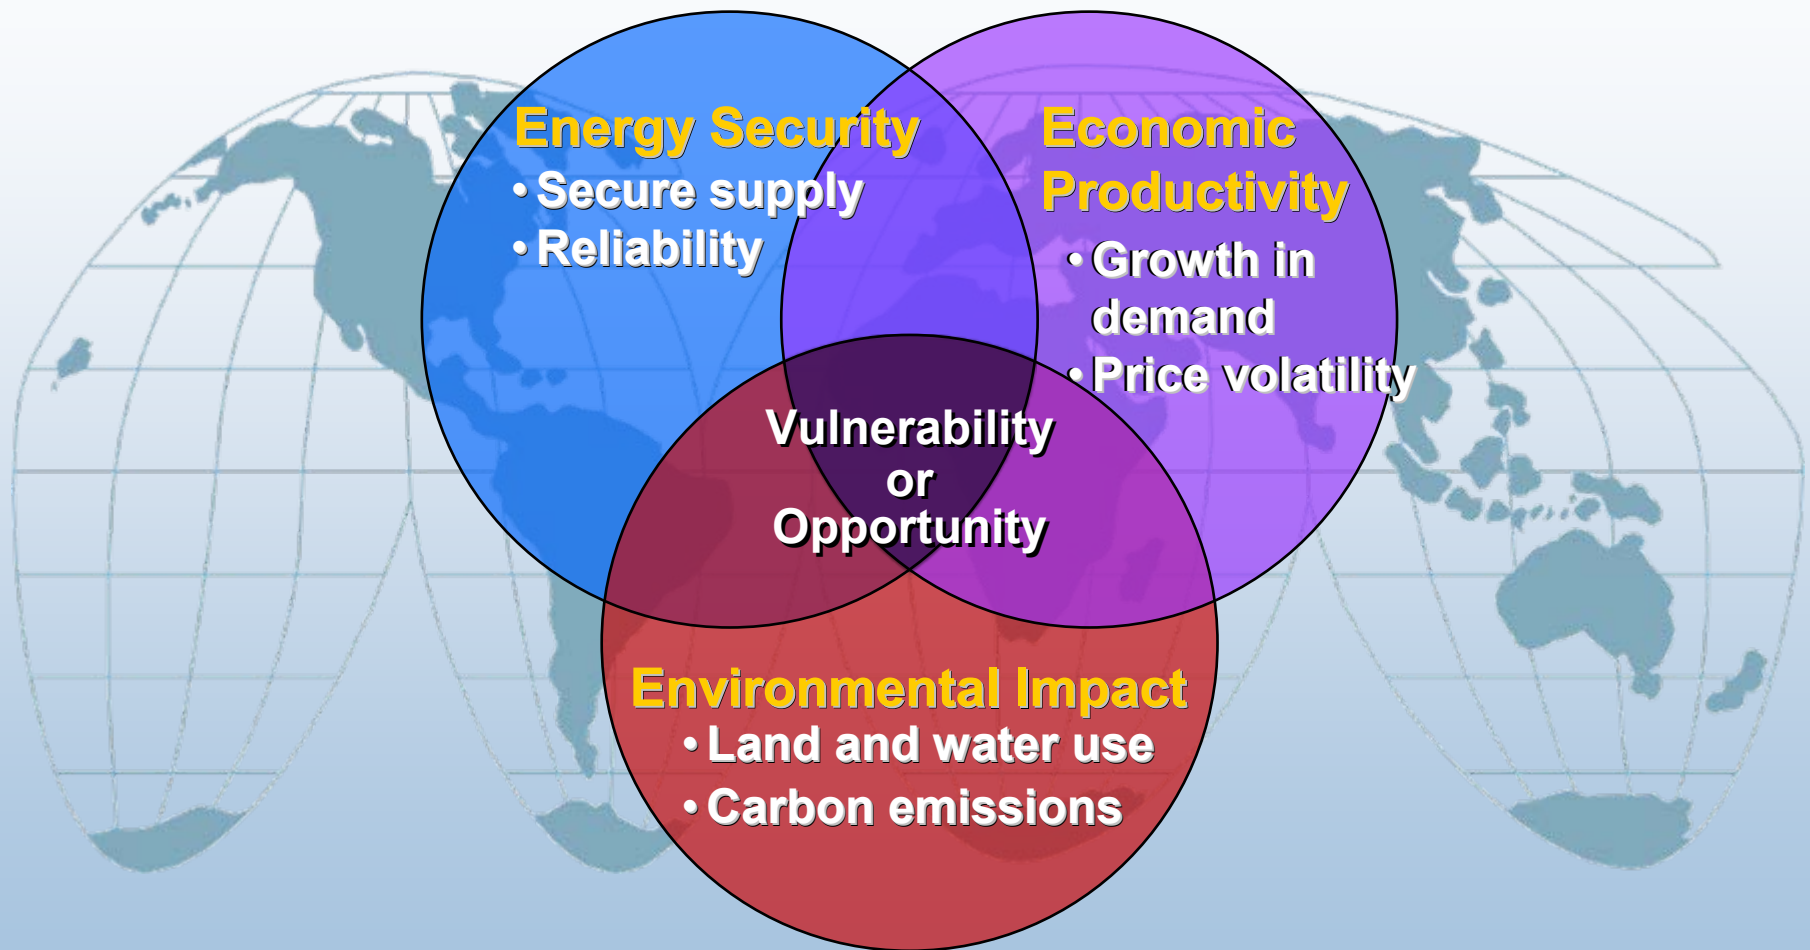 Energy Security
• Secure supply
• Reliability
Economic
Productivity
• Growth in
demand
• Price volatility
Vulnerability
or
Opportunity
Environmental Impact
• Land and water use
• Carbon emissions